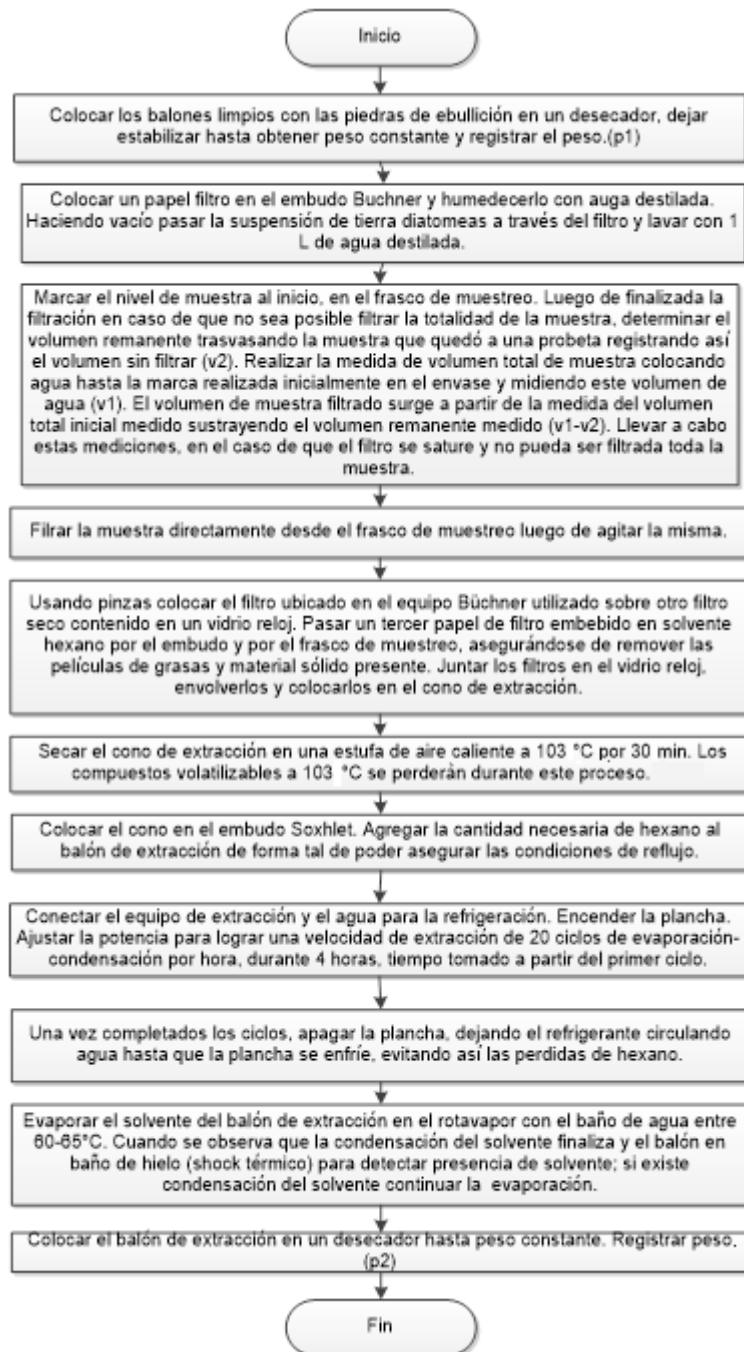 Inicio
Colocar los balones limpios con las piedras de ebullición en un desecador, dejar
estabilizar hasta obtener peso constante y registrar el peso.(p1)
Colocar un papel filtro en el embudo Buchner y humedecerlo con auga destilada.
Haciendo vacío pasar la suspensión de tierra diatomeas a través del filtro y lavar con 1
L de agua destilada.
Marcar el nivel de muestra al inicio, en el frasco de muestreo. Luego de finalizada la
filtración en caso de que no sea posible filtrar la totalidad de la muestra, determinar el
volumen remanente trasvasando la muestra que quedó a una probeta registrando así
el volumen sin filtrar (v2). Realizar la medida de volumen total de muestra colocando
agua hasta la marca realizada inicialmente en el envase y midiendo este volumen de
agua (v1). El volumen de muestra filtrado surge a partir de la medida del volumen
total inicial medido sustrayendo el volumen remanente medido (v1-v2). Llevar a cabo
estas mediciones, en el caso de que el filtro se sature y no pueda ser filtrada toda la
muestra.
Filrar la muestra directamente desde el frasco de muestreo luego de agitar la misma.
Usando pinzas colocar el filtro ubicado en el equipo Büchner utilizado sobre otro filtro
seco contenido en un vidrio reloj. Pasar un tercer papel de filtro embebido en solvente
hexano por el embudo y por el frasco de muestreo, asegurándose de remover las
películas de grasas y material sólido presente. Juntar los filtros en el vidrio reloj,
envolverlos y colocarlos en el cono de extracción.
Secar el cono de extracción en una estufa de aire caliente a 103 °C por 30 min. Los
compuestos volatilizables a 103 °C se perderán durante este proceso.
Colocar el cono en el embudo Soxhlet. Agregar la cantidad necesaria de hexano al
balón de extracción de forma tal de poder asegurar las condiciones de reflujo.
Conectar el equipo de extracción y el agua para la refrigeración. Encender la plancha.
Ajustar la potencia para lograr una velocidad de extracción de 20 ciclos de evaporación-
condensación por hora, durante 4 horas, tiempo tomado a partir del primer ciclo.
Una vez completados los ciclos, apagar la plancha, dejando el refrigerante circulando
agua hasta que la plancha se enfríe, evitando así las perdidas de hexano.
Evaporar el solvente del balón de extracción en el rotavapor con el baño de agua entre
60-65°C. Cuando se observa que la condensación del solvente finaliza y el balón en
baño de hielo (shock térmico) para detectar presencia de solvente; si existe
condensación del solvente continuar la evaporación.
Colocar el balón de extracción en un desecador hasta peso constante. Registrar peso.
(p2)
Fin